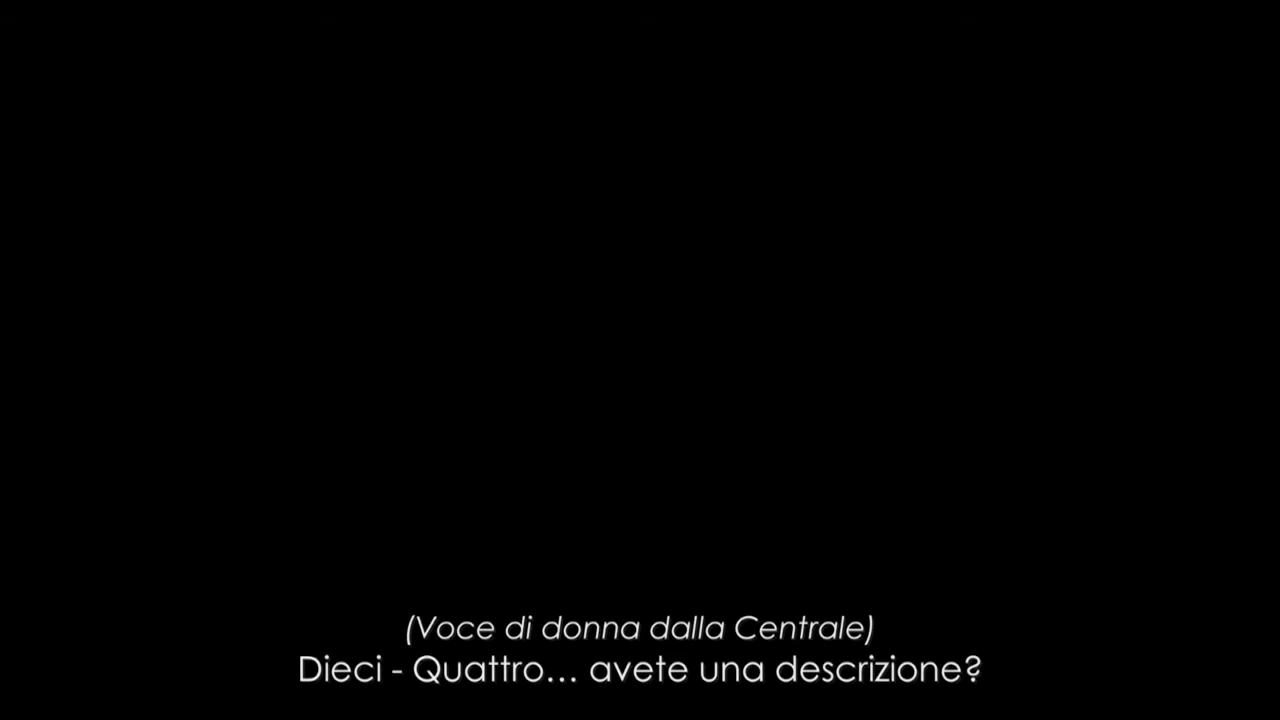 (Voce di donna dalla Centrale)
Dieci - Quattro... avete una descrizione?